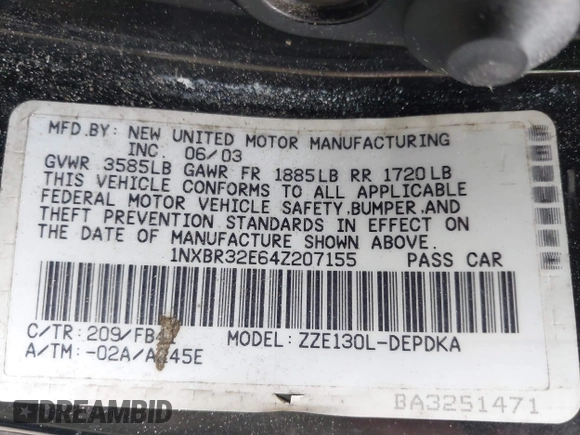 MFD.BY: NEW UNITED MOTOR MANUFACTURING
INC. 06/03
GVWR 3585LB GAWR FR 1885LB RR 1720LB
THIS VEHICLE CONFORMS TO ALL APPLICABLE
FEDERAL MOTOR VEHICLE SAFETY,BUMPER,AND
THEFT PREVENTION STANDARDS IN EFFECT ON
THE DATE OF MANUFACTURE SHOWN ABOVE.
1NXBR32E64Z207155 PASS CAR
C/TR: MODEL: ZZE130L-DEPDKA
A/TM:
BA3251471
DREAMBID